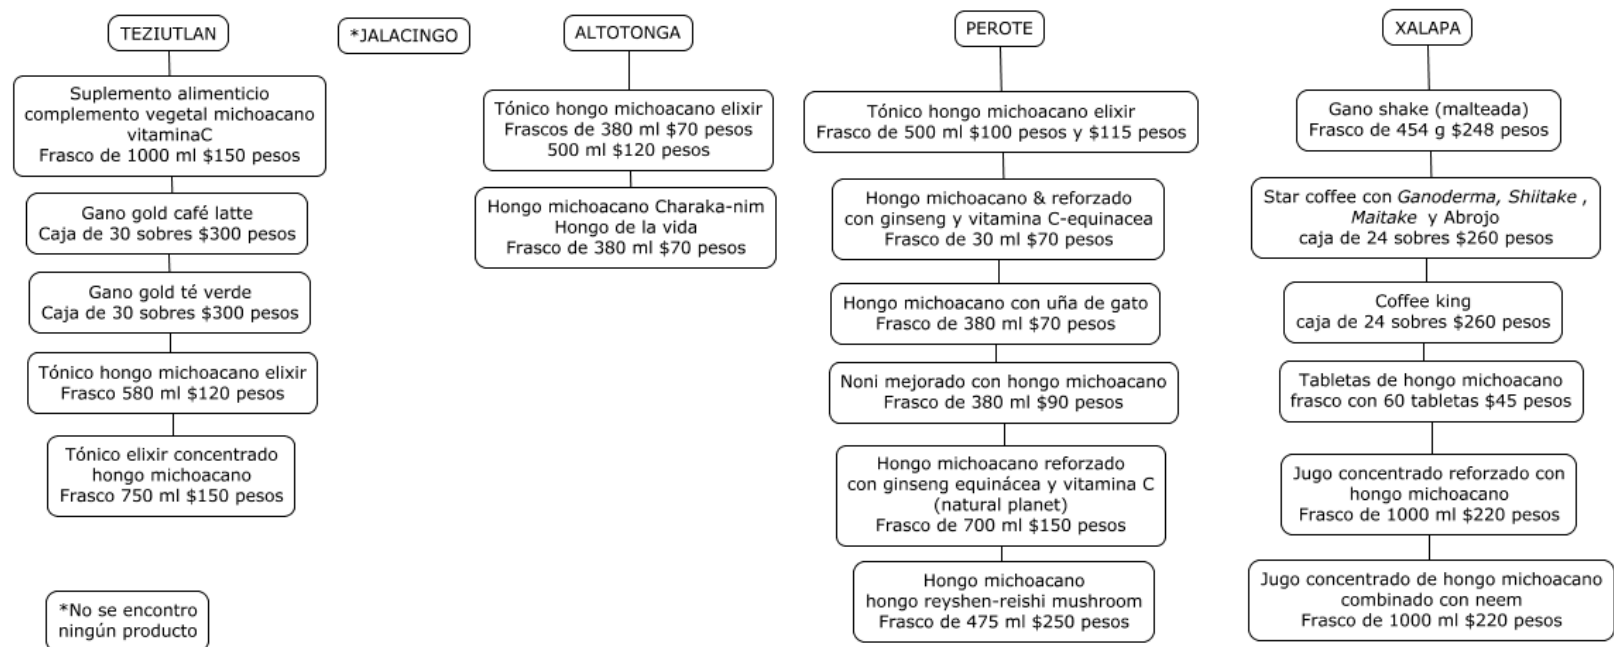 TEZIUTLAN
Suplemento alimenticio
complemento vegetal michoacano
vitaminaC
Frasco de 1000 ml $150 pesos
Gano gold café latte
Caja de 30 sobres $300 pesos
Gano gold té verde
Caja de 30 sobres $300 pesos
Tónico hongo michoacano elixir
Frasco 580 ml $120 pesos
Tónico elixir concentrado
hongo michoacano
Frasco 750 ml $150 pesos
*No se encontro
ningún producto
*JALACINGO
ALTOTONGA
Tónico hongo michoacano elixir
Frascos de 380 ml $70 pesos
500 ml $120 pesos
Hongo michoacano Charaka-nim
Hongo de la vida
Frasco de 380 ml $70 pesos
PEROTE
Tónico hongo michoacano elixir
Frasco de 500 ml $100 pesos y $115 pesos
Hongo michoacano & reforzado
con ginseng y vitamina C-equinacea
Frasco de 30 ml $70 pesos
Hongo michoacano con uña de gato
Frasco de 380 ml $70 pesos
Noni mejorado con hongo michoacano
Frasco de 380 ml $90 pesos
Hongo michoacano reforzado
con ginseng equinácea y vitamina C
(natural planet)
Frasco de 700 ml $150 pesos
Hongo michoacano
hongo reyshen-reishi mushroom
Frasco de 475 ml $250 pesos
XALAPA
Gano shake (malteada)
Frasco de 454 g $248 pesos
Star coffee con Ganoderma, Shiitake ,
Maitake y Abrojo
caja de 24 sobres $260 pesos
Coffee king
caja de 24 sobres $260 pesos
Tabletas de hongo michoacano
frasco con 60 tabletas $45 pesos
Jugo concentrado reforzado con
hongo michoacano
Frasco de 1000 ml $220 pesos
Jugo concentrado de hongo michoacano
combinado con neem
Frasco de 1000 ml $220 pesos